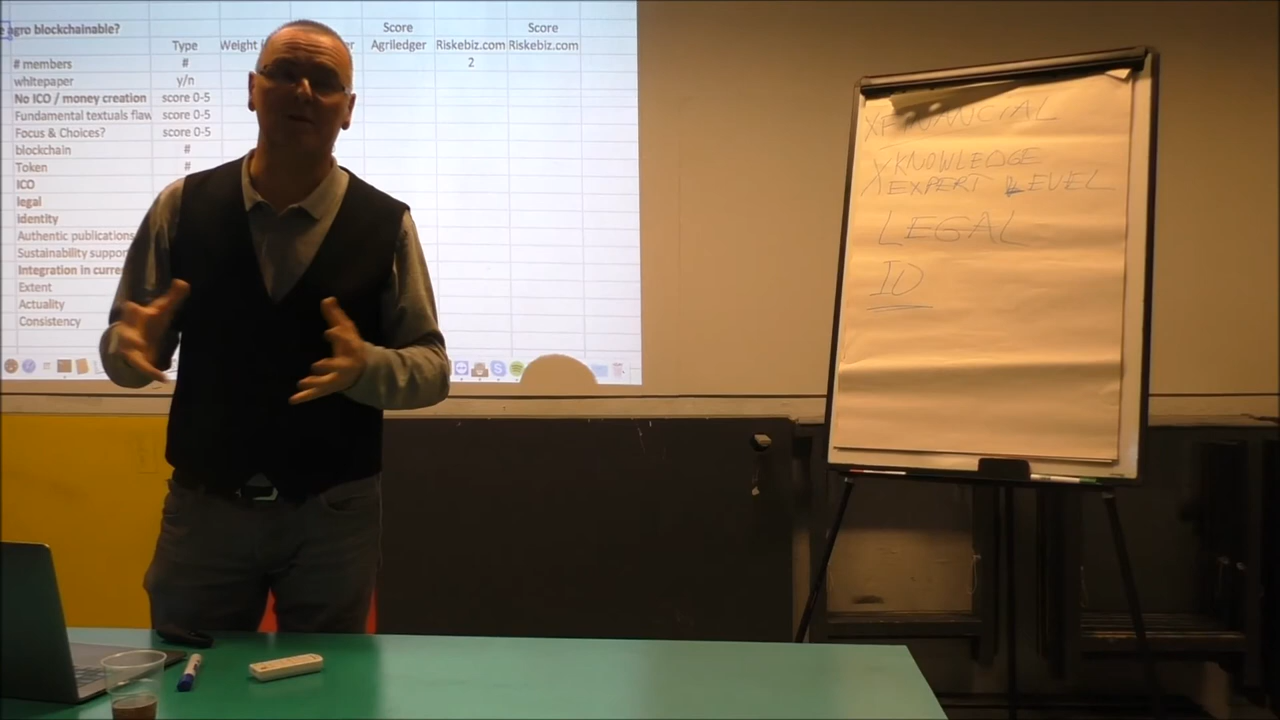 agro blockchainable?
Score Score
Type Weight Agriledger Riskebiz.com Riskebiz.com
# members # 2
whitepaper y/n
No ICO / money creation score 0-5
Fundamental textuals flaw score 0-5
Focus & Choices? score 0-5
blockchain #
Token #
ICO
legal
identity
Authentic publications
Sustainability suppor
Integration in curre
Extent
Actuality
Consistency
X FINANCIAL
X KNOWLEDGE
X EXPERT LEVEL
LEGAL
ID